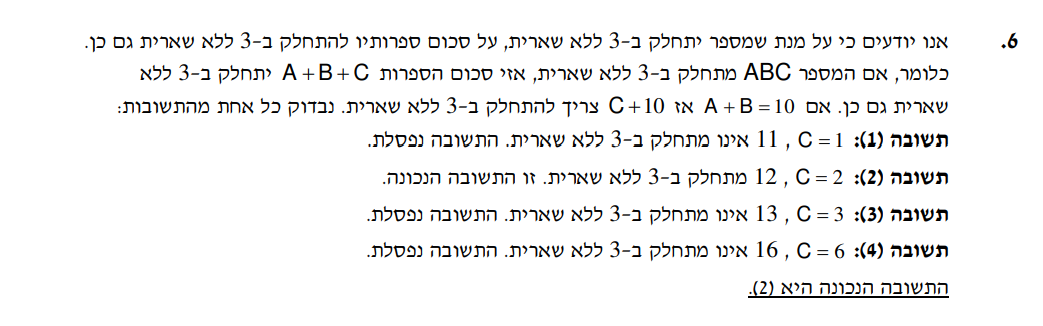 6. אנו יודעים כי על מנת שמספר יתחלק ב-3 ללא שארית, על סכום ספרותיו להתחלק ב-3 ללא שארית גם כן.
כלומר, אם המספר ABC מתחלק ב-3 ללא שארית, אזי סכום הספרות A + B + C יתחלק ב-3 ללא
שארית גם כן. אם A + B = 10 אז C + 10 צריך להתחלק ב-3 ללא שארית. נבדוק כל אחת מהתשובות:
תשובה (1): C = 1 , 11 אינו מתחלק ב-3 ללא שארית. התשובה נפסלת.
תשובה (2): C = 2 , 12 מתחלק ב-3 ללא שארית. זו התשובה הנכונה.
תשובה (3): C = 3 , 13 אינו מתחלק ב-3 ללא שארית. התשובה נפסלת.
תשובה (4): C = 6 , 16 אינו מתחלק ב-3 ללא שארית. התשובה נפסלת.
התשובה הנכונה היא (2).